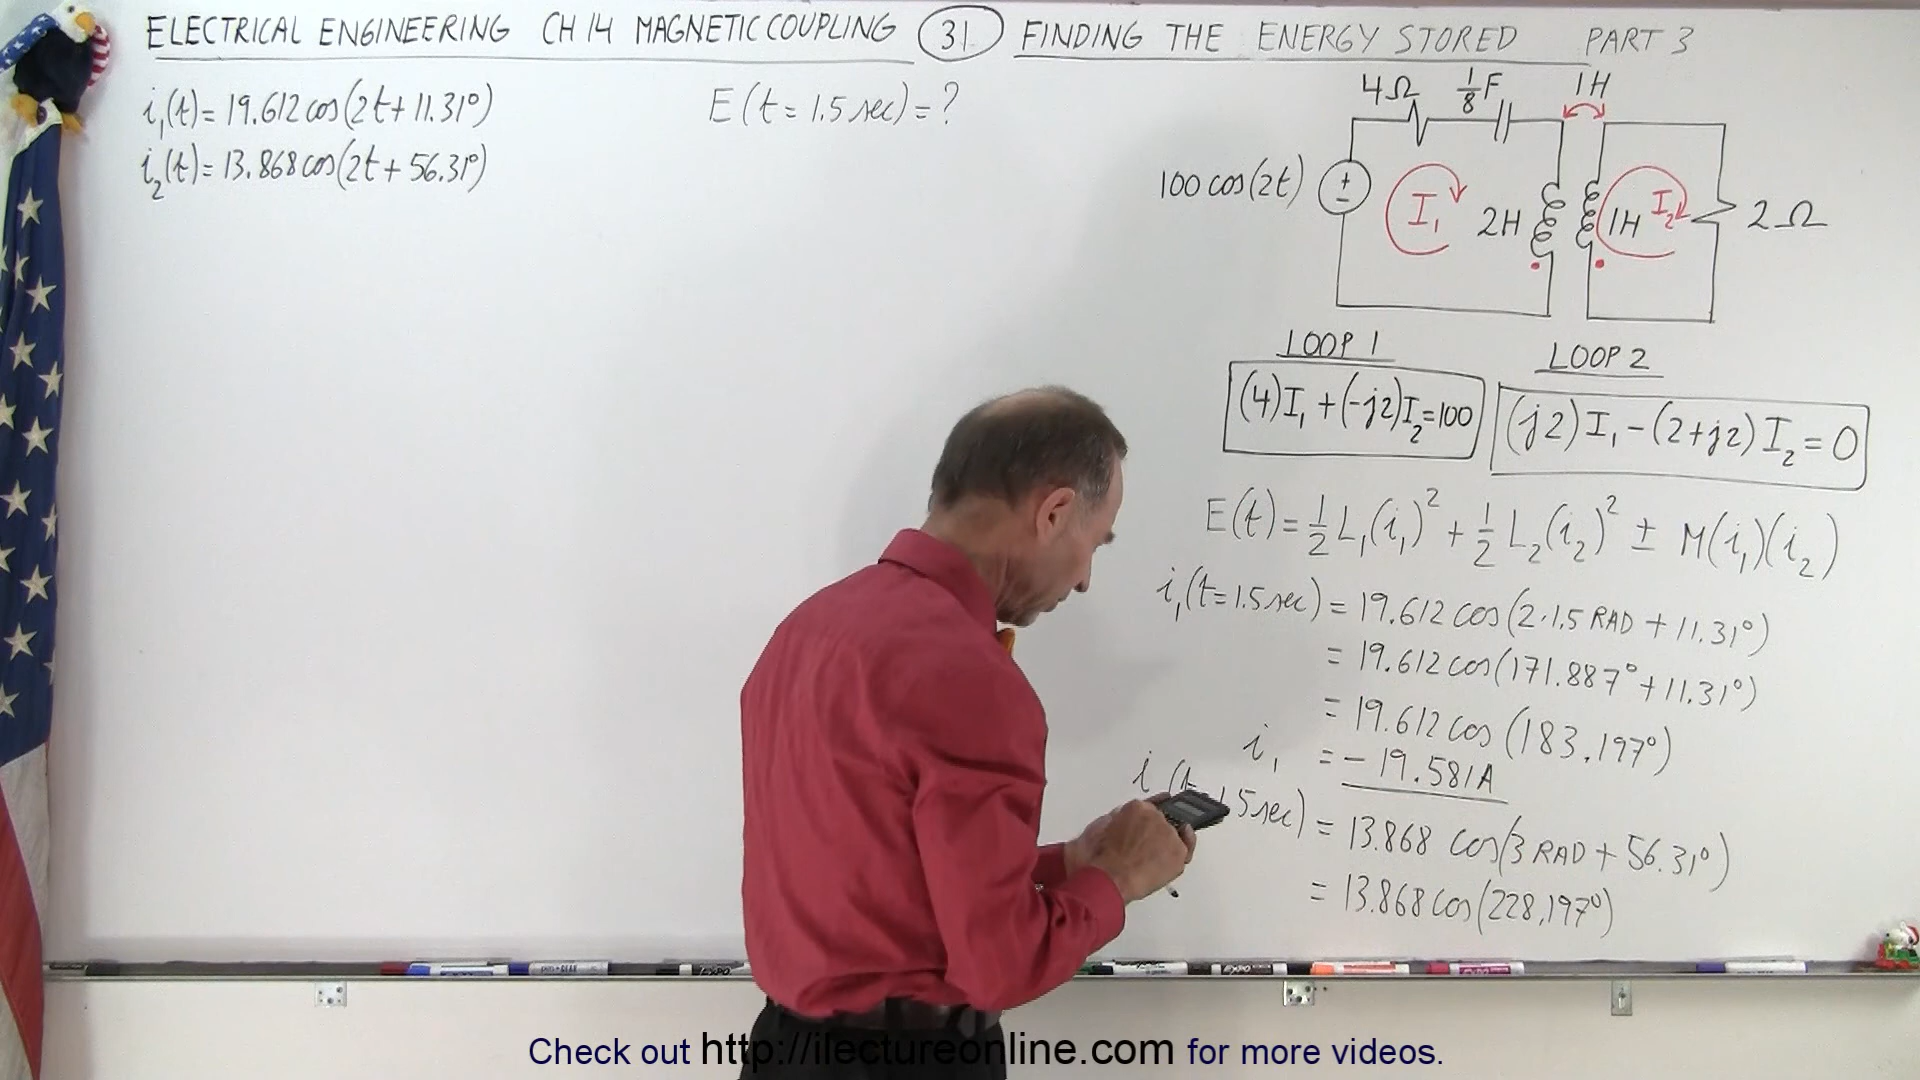 ELECTRICAL ENGINEERING CH 14 MAGNETIC COUPLING 31 FINDING THE ENERGY STORED PART 3
i₁(t) = 19.612 cos(2t + 11.31°)
i₂(t) = 13.868 cos(2t + 56.31°)
E(t = 1.5 sec) = ?
4Ω 1/8 F 1H
100 cos(2t) + − I₁ 2H 1H I₂ 2Ω
LOOP 1
(4)I₁ + (-j2)I₂ = 100
LOOP 2
(j2) I₁ - (2+j2) I₂ = 0
E(t) = 1/2 L₁(i₁)² + 1/2 L₂(i₂)² ± M(i₁)(i₂)
i₁(t=1.5sec) = 19.612 cos(2·1.5 RAD + 11.31°)
= 19.612 cos(171.887° + 11.31°)
= 19.612 cos(183.197°)
i₁ = -19.581A
i (t 1.5sec) = 13.868 cos(3 RAD + 56.31°)
= 13.868 cos(228,197°)
EXPO
Check out http://ilectureonline.com for more videos.